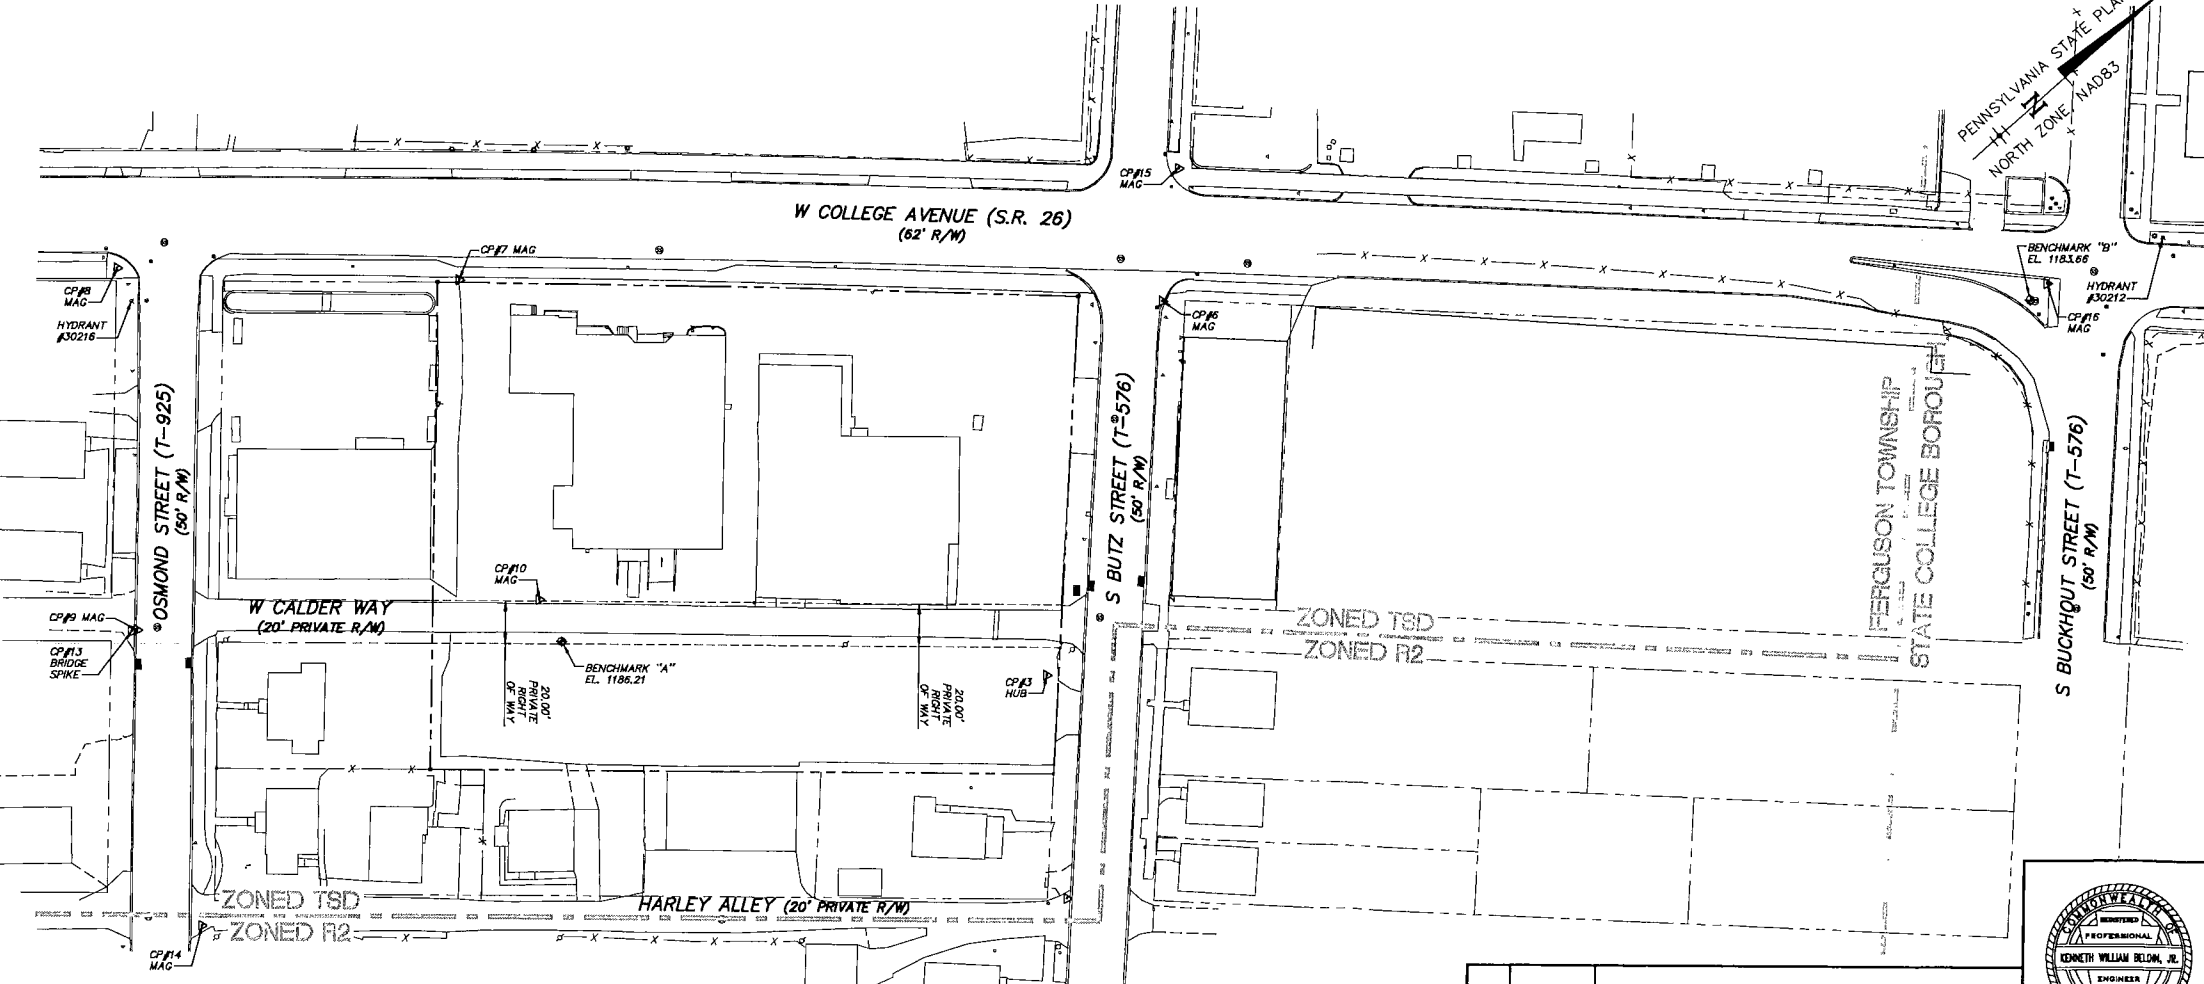 PENNSYLVANIA STATE
N
NORTH ZONE, NAD83
CP#15
MAG
W COLLEGE AVENUE (S.R. 26)
(62' R/W)
CP#7 MAG
CP#8
MAG
HYDRANT
#30216
CP#6
MAG
BENCHMARK "B"
EL. 1183.66
HYDRANT
#30212
CP#16
MAG
OSMOND STREET (T-925)
(50' R/W)
S BUTZ STREET (T-576)
(50' R/W)
FERGUSON TOWNSHIP
STATE COLLEGE BOROUGH
S BUCKHOUT STREET (T-576)
(50' R/W)
CP#10
MAG
W CALDER WAY
(20' PRIVATE R/W)
CP#9 MAG
CP#13
BRIDGE
SPIKE
BENCHMARK "A"
EL. 1186.21
20.00'
PRIVATE
RIGHT
OF WAY
20.00'
PRIVATE
RIGHT
OF WAY
CP#3
HUB
ZONED TSD
ZONED R2
ZONED TSD
ZONED R2
HARLEY ALLEY (20' PRIVATE R/W)
CP#14
MAG
COMMONWEALTH OF
REGISTERED
PROFESSIONAL
KENNETH WILLIAM BELDIN, JR.
ENGINEER